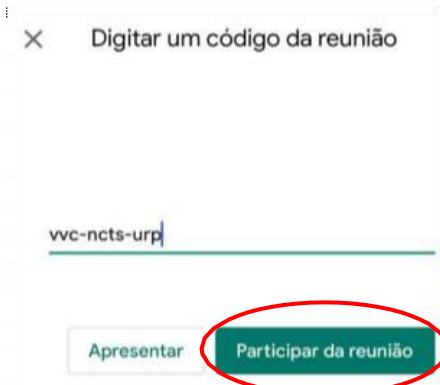 Digitar um código da reunião
vvc-ncts-urp
Apresentar
Participar da reunião